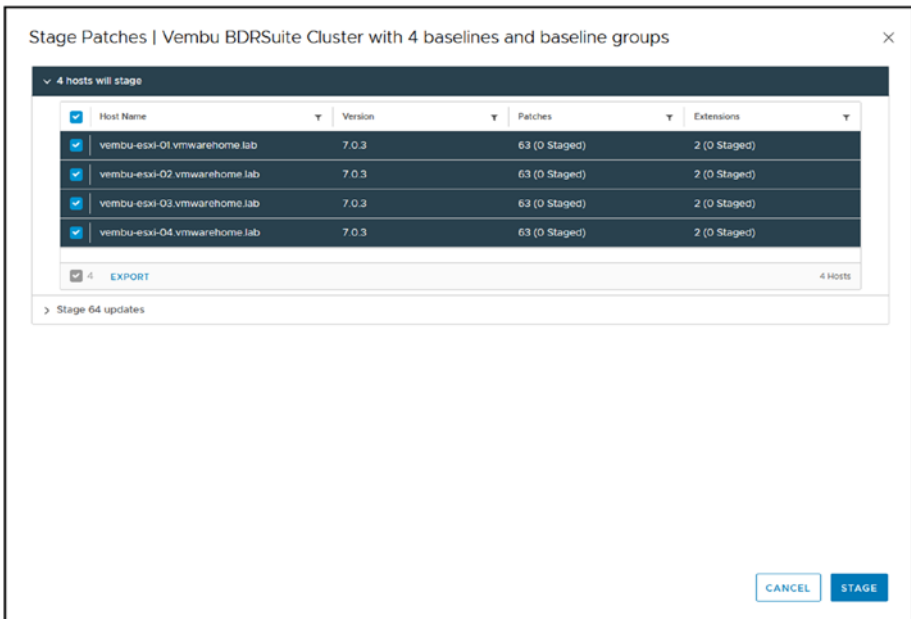 Stage Patches | Vembu BDRSuite Cluster with 4 baselines and baseline groups
4 hosts will stage
Host Name Version Patches Extensions
vembu-esxi-01.vmwarehome.lab 7.0.3 63 (0 Staged) 2 (0 Staged)
vembu-esxi-02.vmwarehome.lab 7.0.3 63 (0 Staged) 2 (0 Staged)
vembu-esxi-03.vmwarehome.lab 7.0.3 63 (0 Staged) 2 (0 Staged)
vembu-esxi-04.vmwarehome.lab 7.0.3 63 (0 Staged) 2 (0 Staged)
4 EXPORT 4 Hosts
Stage 64 updates
CANCEL STAGE